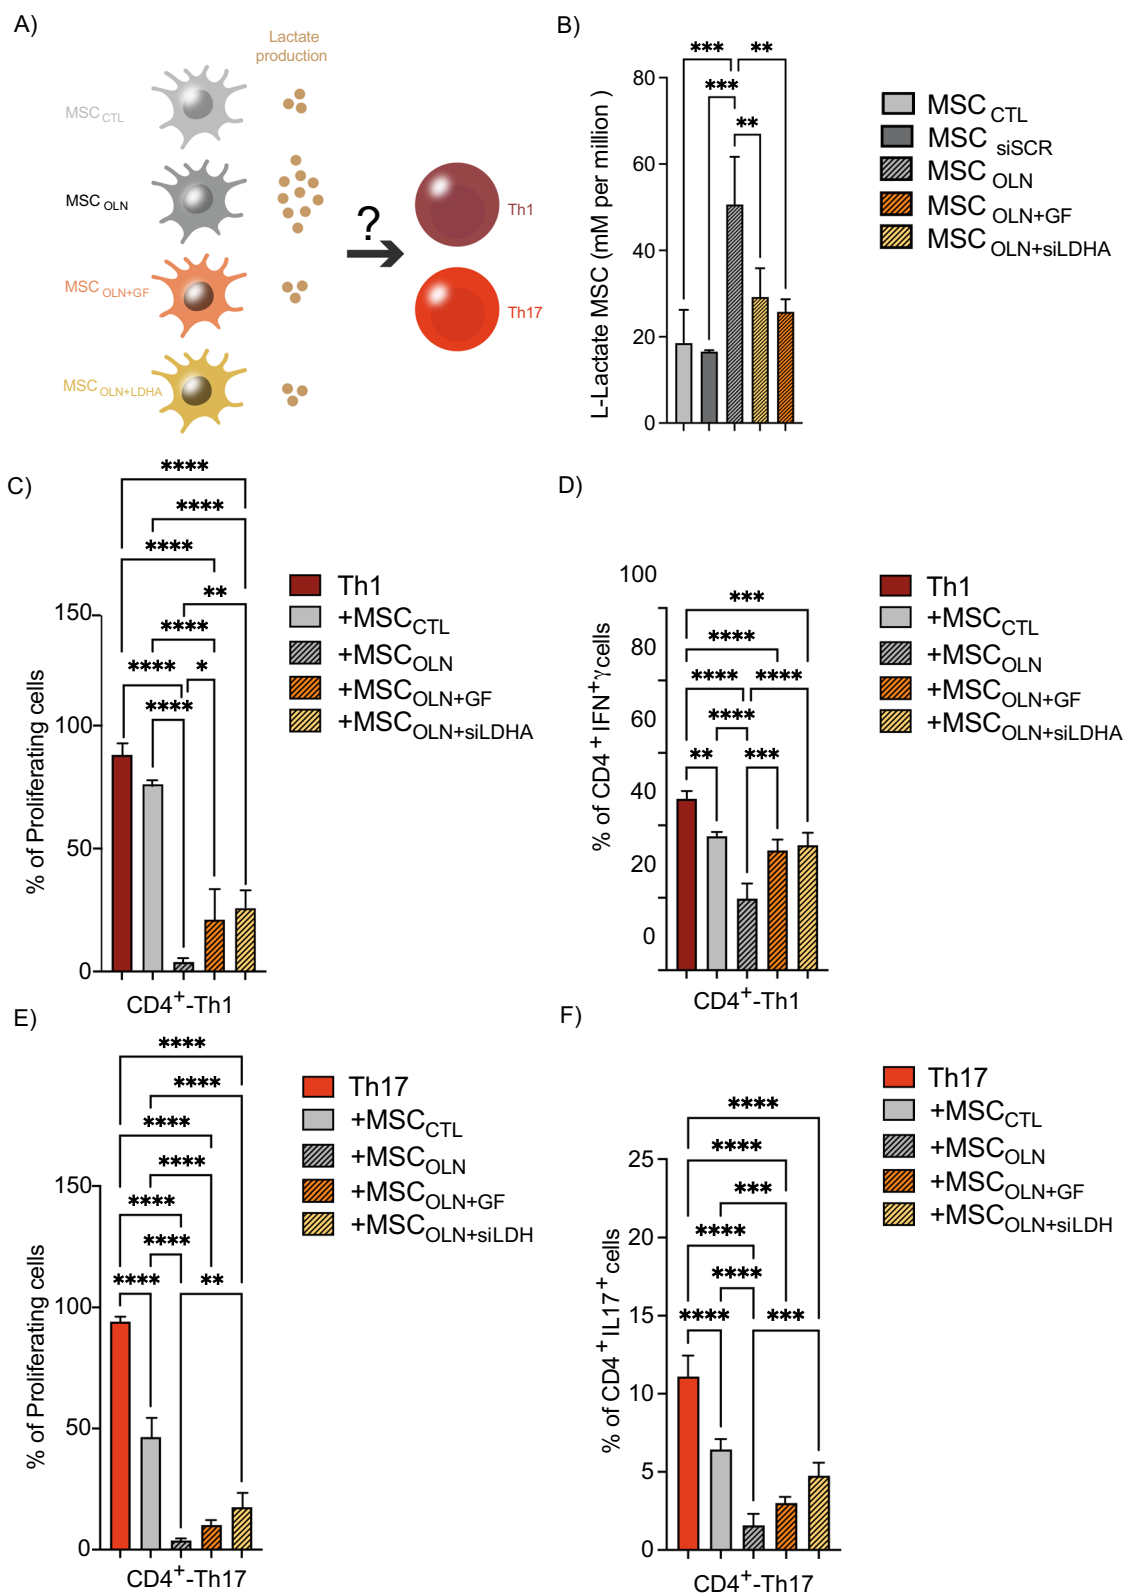 A)
Lactate
production
MSC CTL
MSC OLN
MSC OLN+GF
MSC OLN+LDHA
?
Th1
Th17
B)
*** **
***
**
L-Lactate MSC (mM per million )
80
60
40
20
0
MSC CTL
MSC siSCR
MSC OLN
MSC OLN+GF
MSC OLN+siLDHA
C)
****
****
****
**
****
**** *
****
% of Proliferating cells
150
100
50
0
CD4+-Th1
Th1
+MSCCTL
+MSCOLN
+MSCOLN+GF
+MSCOLN+siLDHA
D)
***
****
**** ****
****
** ***
% of CD4+IFN+γcells
100
80
60
40
20
0
CD4+-Th1
Th1
+MSCCTL
+MSCOLN
+MSCOLN+GF
+MSCOLN+siLDHA
E)
****
****
****
****
****
****
**** **
% of Proliferating cells
150
100
50
0
CD4+-Th17
Th17
+MSCCTL
+MSCOLN
+MSCOLN+GF
+MSCOLN+siLDH
F)
****
****
***
****
****
**** ***
% of CD4+IL17+cells
25
20
15
10
5
0
CD4+-Th17
Th17
+MSCCTL
+MSCOLN
+MSCOLN+GF
+MSCOLN+siLDHA